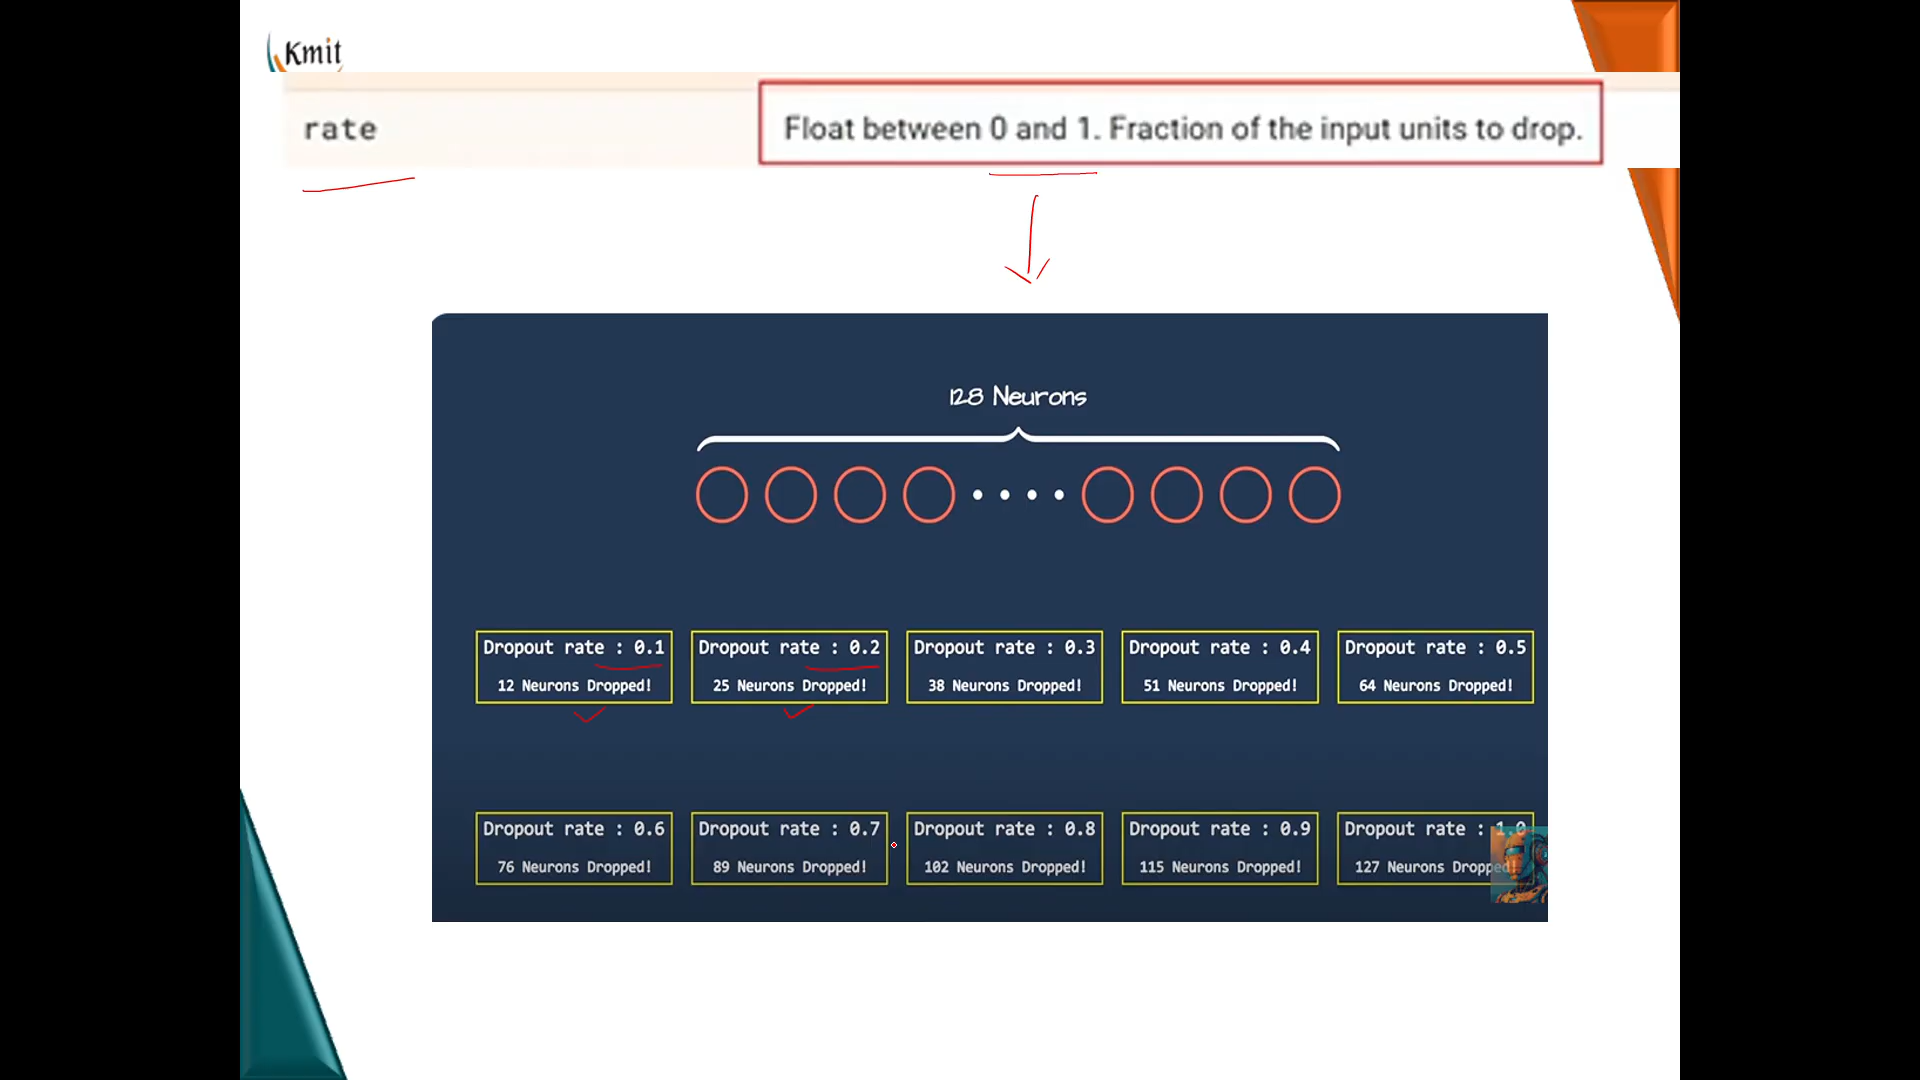 Kmit
rate
Float between 0 and 1. Fraction of the input units to drop.
128 Neurons
Dropout rate : 0.1
12 Neurons Dropped!
Dropout rate : 0.2
25 Neurons Dropped!
Dropout rate : 0.3
38 Neurons Dropped!
Dropout rate : 0.4
51 Neurons Dropped!
Dropout rate : 0.5
64 Neurons Dropped!
Dropout rate : 0.6
76 Neurons Dropped!
Dropout rate : 0.7
89 Neurons Dropped!
Dropout rate : 0.8
102 Neurons Dropped!
Dropout rate : 0.9
115 Neurons Dropped!
Dropout rate : 1.0
127 Neurons Dropped!